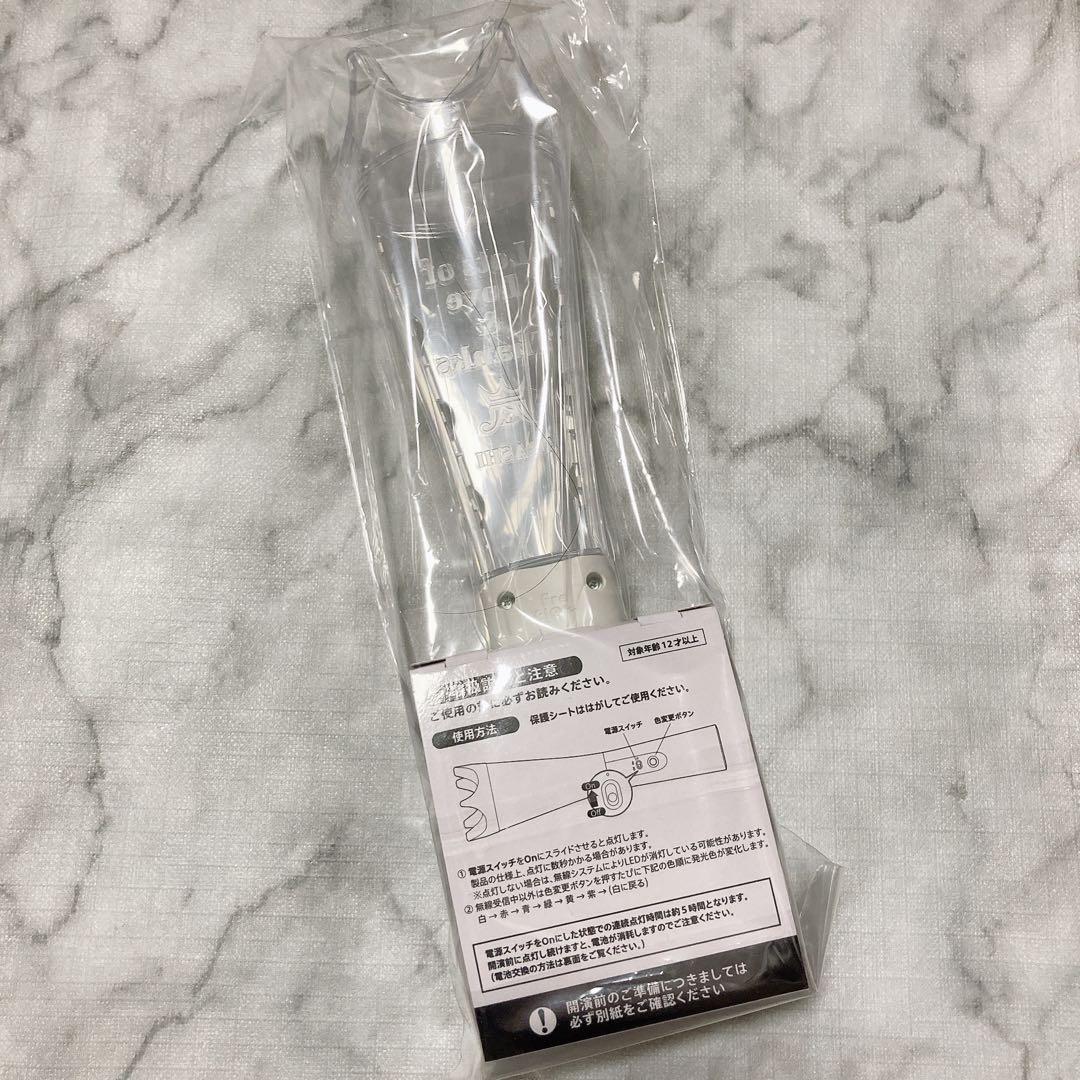 Lots of
Love
&
Thanks
ASHI
対象年齢12才以上
と注意
ご使用の前に必ずお読みください。
使用方法
保護シートははがしてご使用ください。
電源スイッチ
色変更ボタン
On
Off
① 電源スイッチをOnにスライドさせると点灯します。
製品の仕様上、点灯に数秒かかる場合があります。
※点灯しない場合は、無線システムによりLEDが消灯している可能性があります。
② 無線受信中以外は色変更ボタンを押すたびに下記の色順に発光色が変化します。
白 → 赤 → 青 → 緑 → 黄 → 紫 → (白に戻る)
電源スイッチをOnにした状態での連続点灯時間は約5時間となります。
開演前に点灯し続けますと、電池が消耗しますのでご注意ください。
(電池交換の方法は裏面をご覧ください。)
開演前のご準備につきましては
必ず別紙をご確認ください